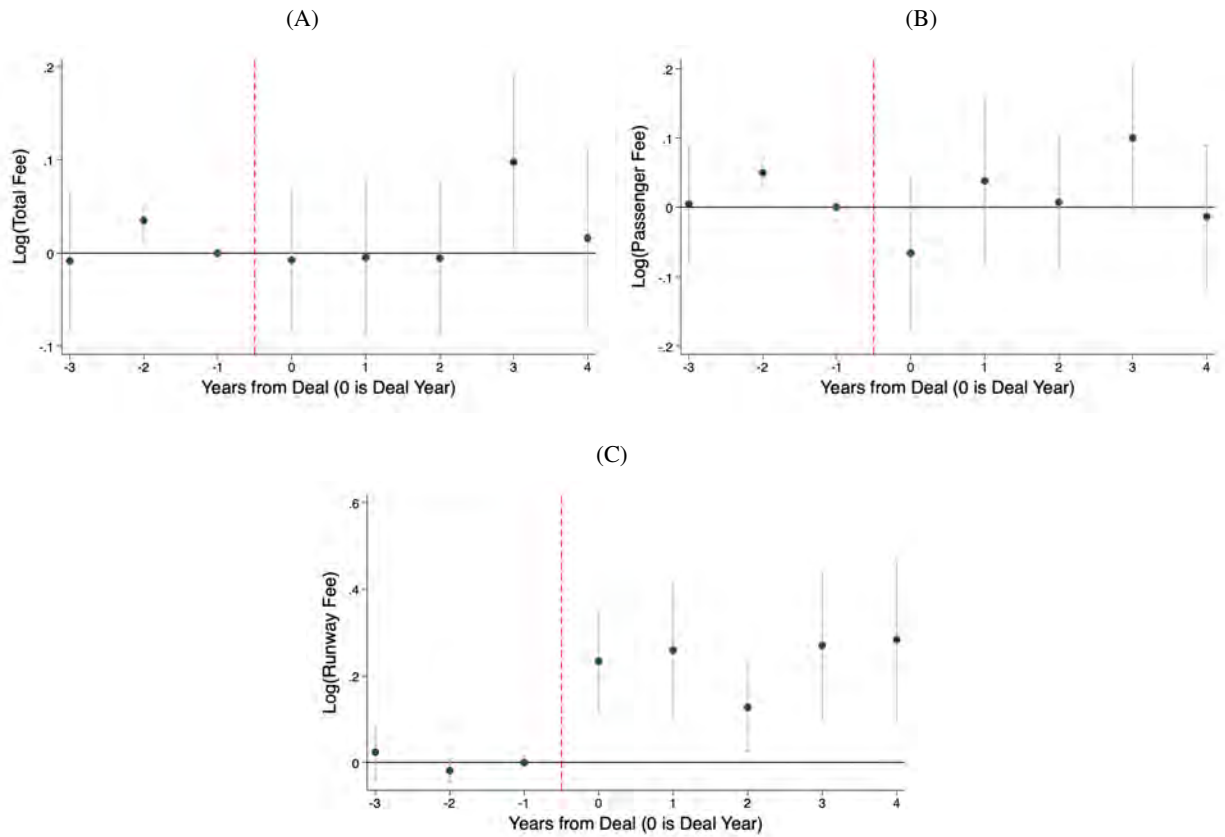 (A)
.2
.1
0
-.1
Log(Total Fee)
-3 -2 -1 0 1 2 3 4
Years from Deal (0 is Deal Year)
(B)
.2
.1
0
-.1
-.2
Log(Passenger Fee)
-3 -2 -1 0 1 2 3 4
Years from Deal (0 is Deal Year)
(C)
.6
.4
.2
0
Log(Runway Fee)
-3 -2 -1 0 1 2 3 4
Years from Deal (0 is Deal Year)